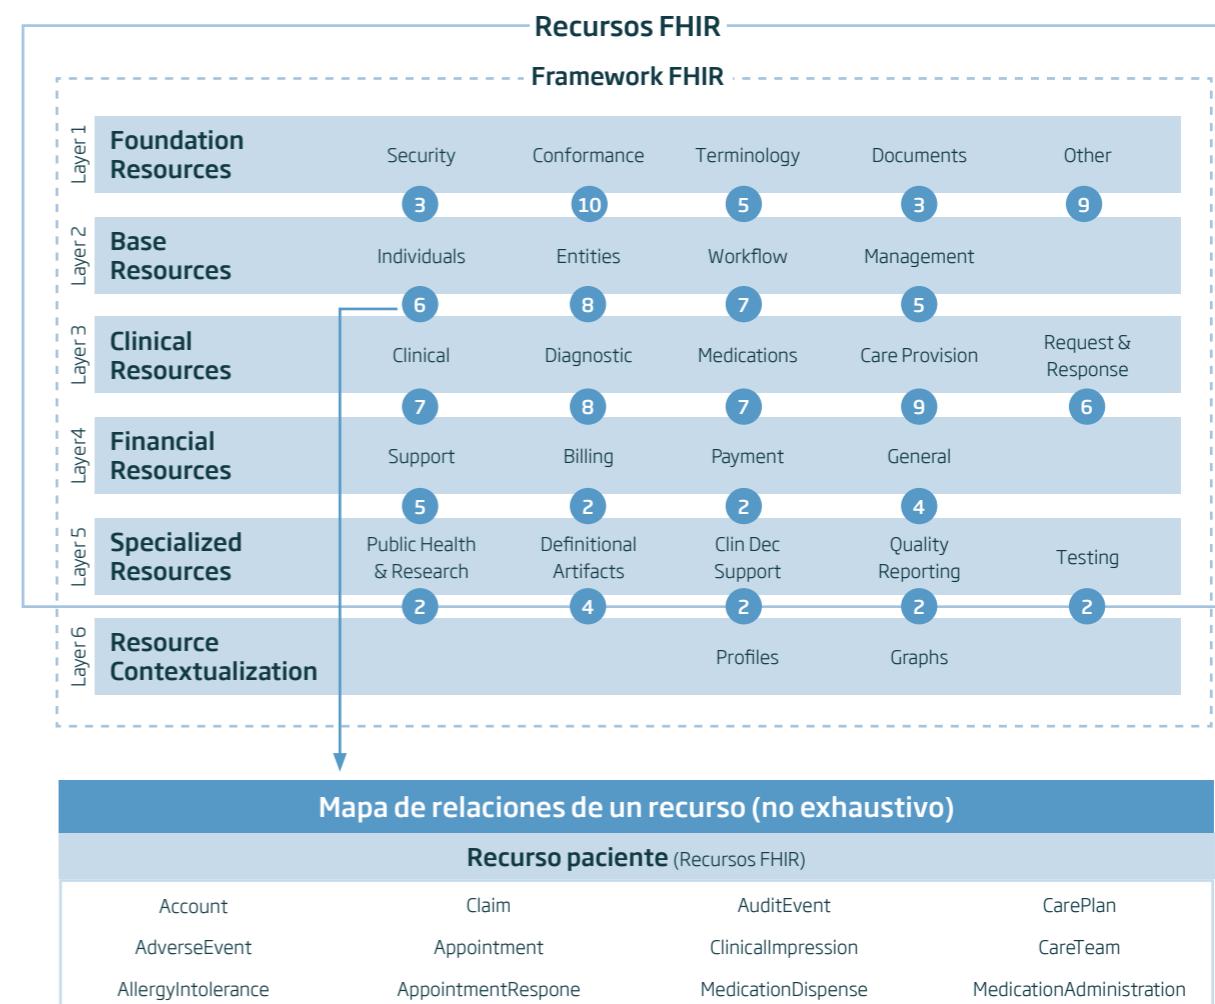 Recursos FHIR
Framework FHIR
Layer 1
Foundation
Resources
Security
Conformance
Terminology
Documents
Other
3
10
5
3
9
Layer 2
Base
Resources
Individuals
Entities
Workflow
Management
6
8
7
5
Layer 3
Clinical
Resources
Clinical
Diagnostic
Medications
Care Provision
Request &
Response
7
8
7
9
6
Layer4
Financial
Resources
Support
Billing
Payment
General
5
2
2
4
Layer 5
Specialized
Resources
Public Health
& Research
Definitional
Artifacts
Clin Dec
Support
Quality
Reporting
Testing
2
4
2
2
2
Layer 6
Resource
Contextualization
Profiles
Graphs
Mapa de relaciones de un recurso (no exhaustivo)
Recurso paciente (Recursos FHIR)
Account
Claim
AuditEvent
CarePlan
AdverseEvent
Appointment
ClinicalImpression
CareTeam
AllergyIntolerance
AppointmentRespone
MedicationDispense
MedicationAdministration